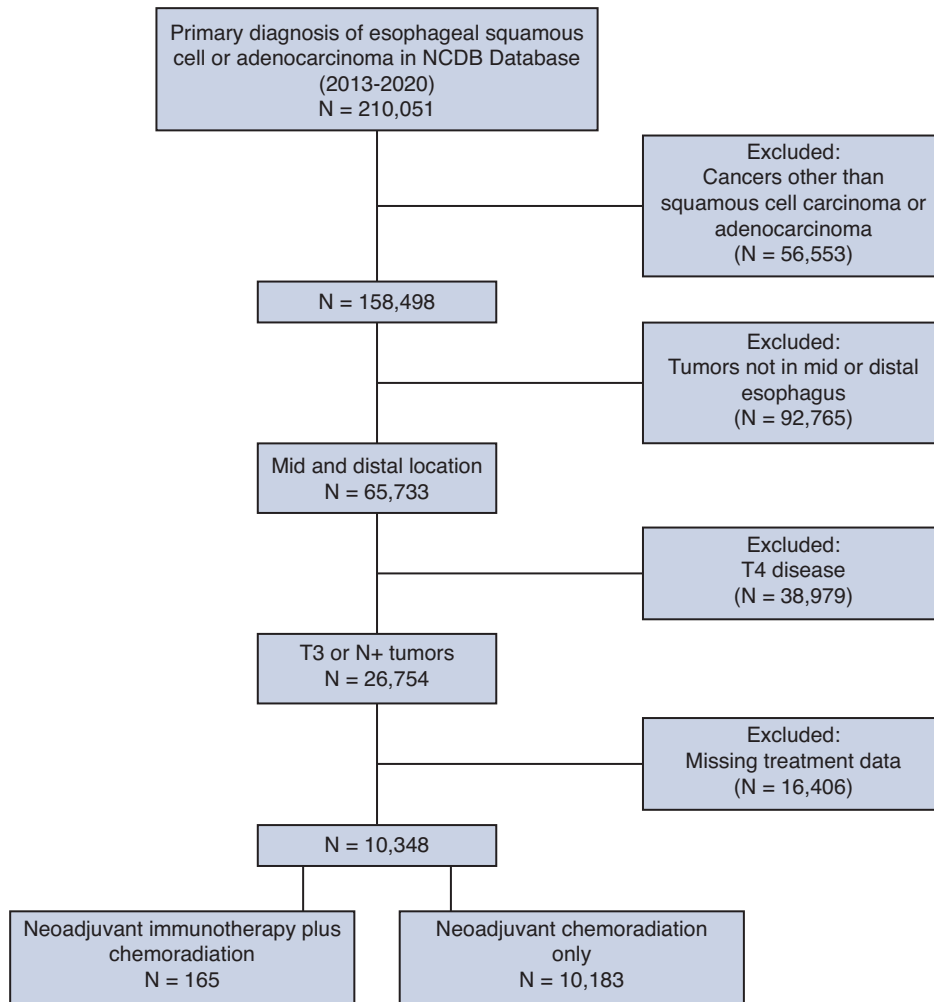 Primary diagnosis of esophageal squamous
cell or adenocarcinoma in NCDB Database
(2013-2020)
N = 210,051
Excluded:
Cancers other than
squamous cell carcinoma or
adenocarcinoma
(N = 56,553)
N = 158,498
Excluded:
Tumors not in mid or distal
esophagus
(N = 92,765)
Mid and distal location
N = 65,733
Excluded:
T4 disease
(N = 38,979)
T3 or N+ tumors
N = 26,754
Excluded:
Missing treatment data
(N = 16,406)
N = 10,348
Neoadjuvant immunotherapy plus
chemoradiation
N = 165
Neoadjuvant chemoradiation
only
N = 10,183